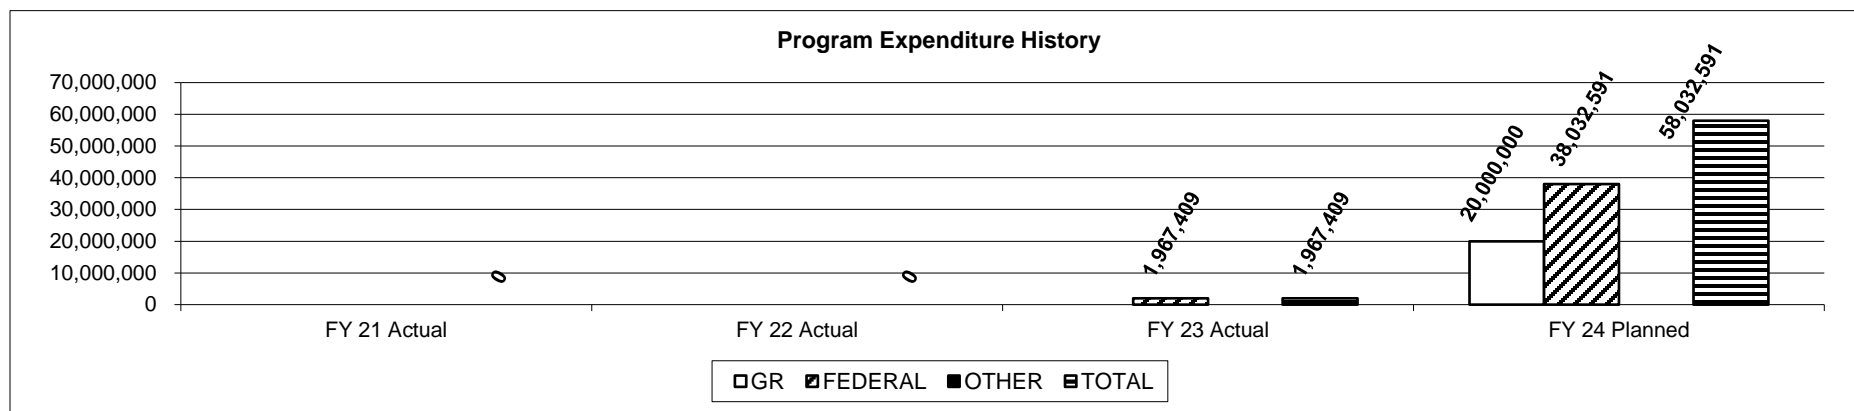 Program Expenditure History
70,000,000
60,000,000
50,000,000
40,000,000
30,000,000
20,000,000
10,000,000
0
0
0
1,967,409
1,967,409
20,000,000
38,032,591
58,032,591
FY 21 Actual
FY 22 Actual
FY 23 Actual
FY 24 Planned
GR FEDERAL OTHER TOTAL